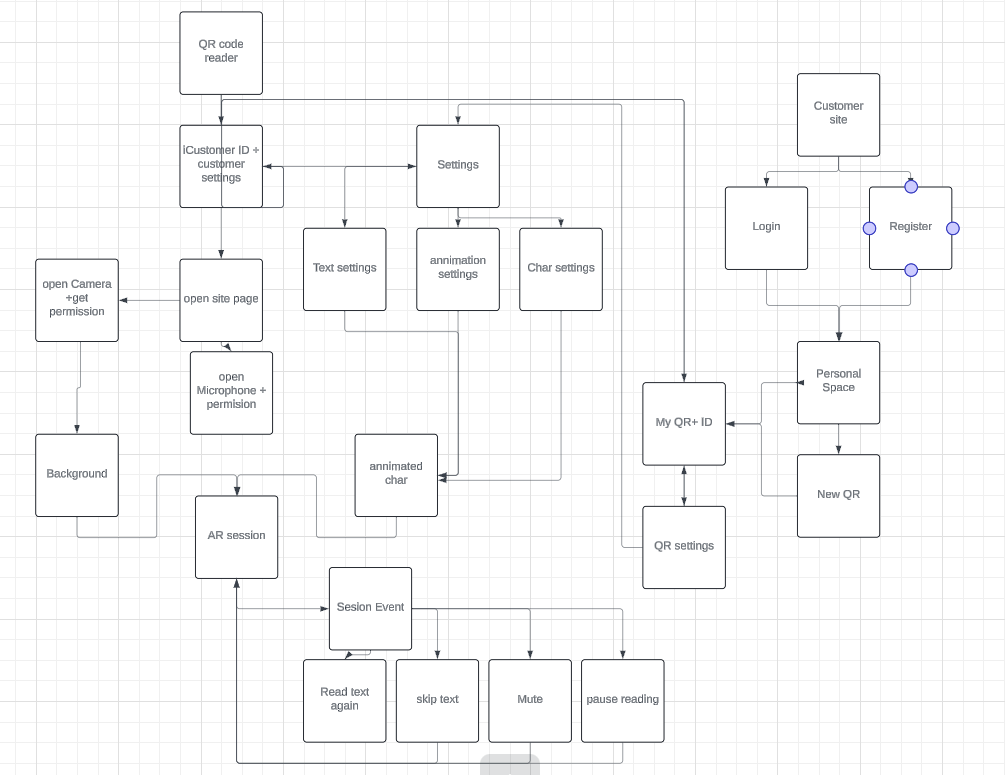 QR code
reader
Customer
site
iCustomer ID +
customer
settings
Settings
Login
Register
Text settings
annimation
settings
Char settings
open Camera
+get
permission
open site page
open
Microphone +
permision
Personal
Space
My QR+ ID
Background
annimated
char
New QR
AR session
QR settings
Sesion Event
Read text
again
skip text
Mute
pause reading